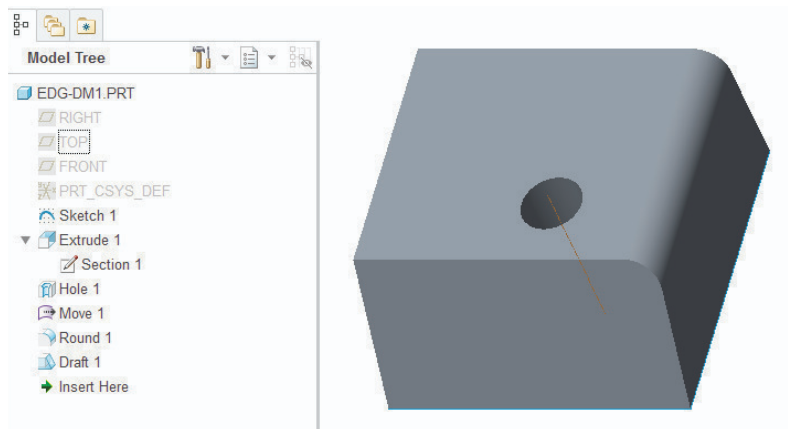 Model Tree
EDG-DM1.PRT
RIGHT
TOP
FRONT
PRT_CSYS_DEF
Sketch 1
Extrude 1
Section 1
Hole 1
Move 1
Round 1
Draft 1
Insert Here